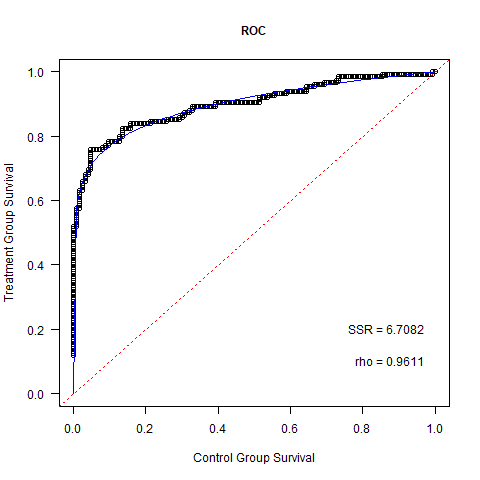 ROC
Treatment Group Survival
1.0
0.8
0.6
0.4
0.2
0.0
SSR = 6.7082
rho = 0.9611
0.0 0.2 0.4 0.6 0.8 1.0
Control Group Survival